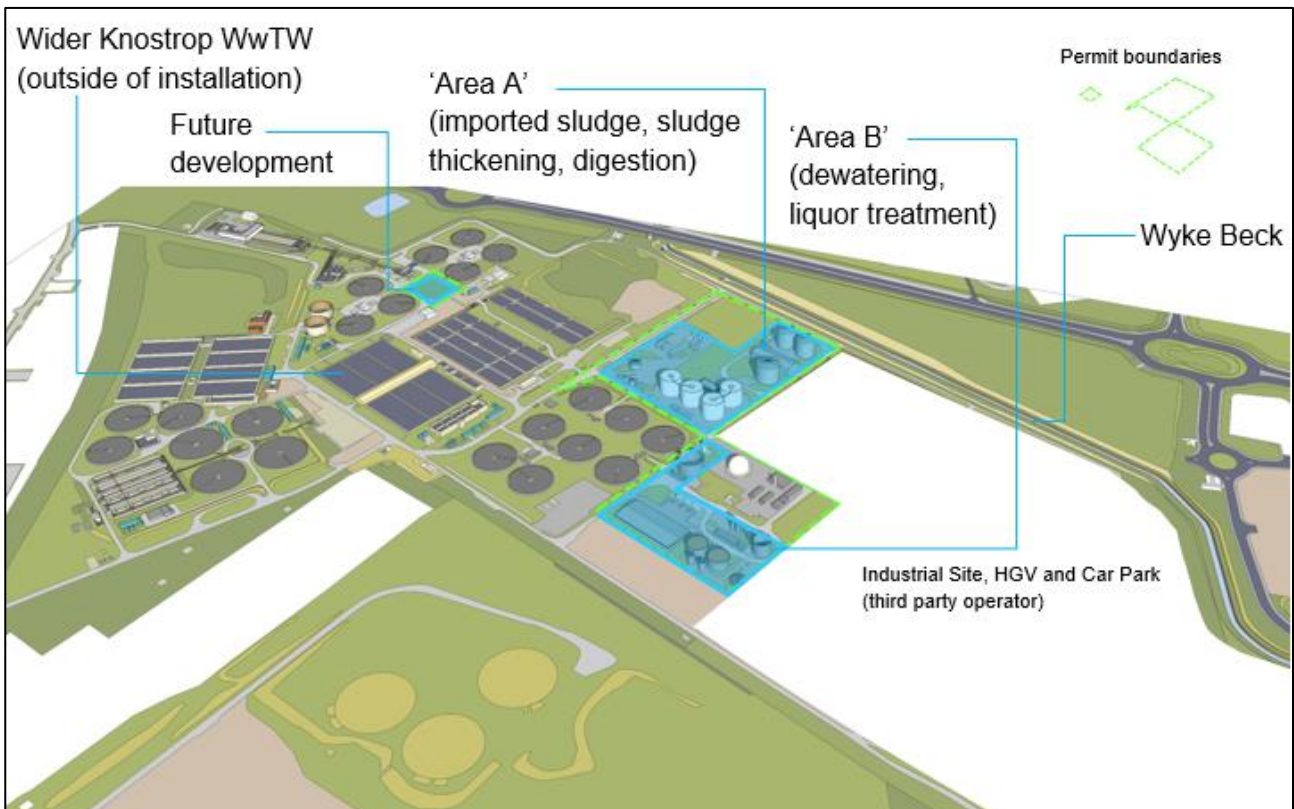 Wider Knostrop WwTW
(outside of installation)
Future
development
‘Area A’
(imported sludge, sludge
thickening, digestion)
‘Area B’
(dewatering,
liquor treatment)
Permit boundaries
Wyke Beck
Industrial Site, HGV and Car Park
(third party operator)